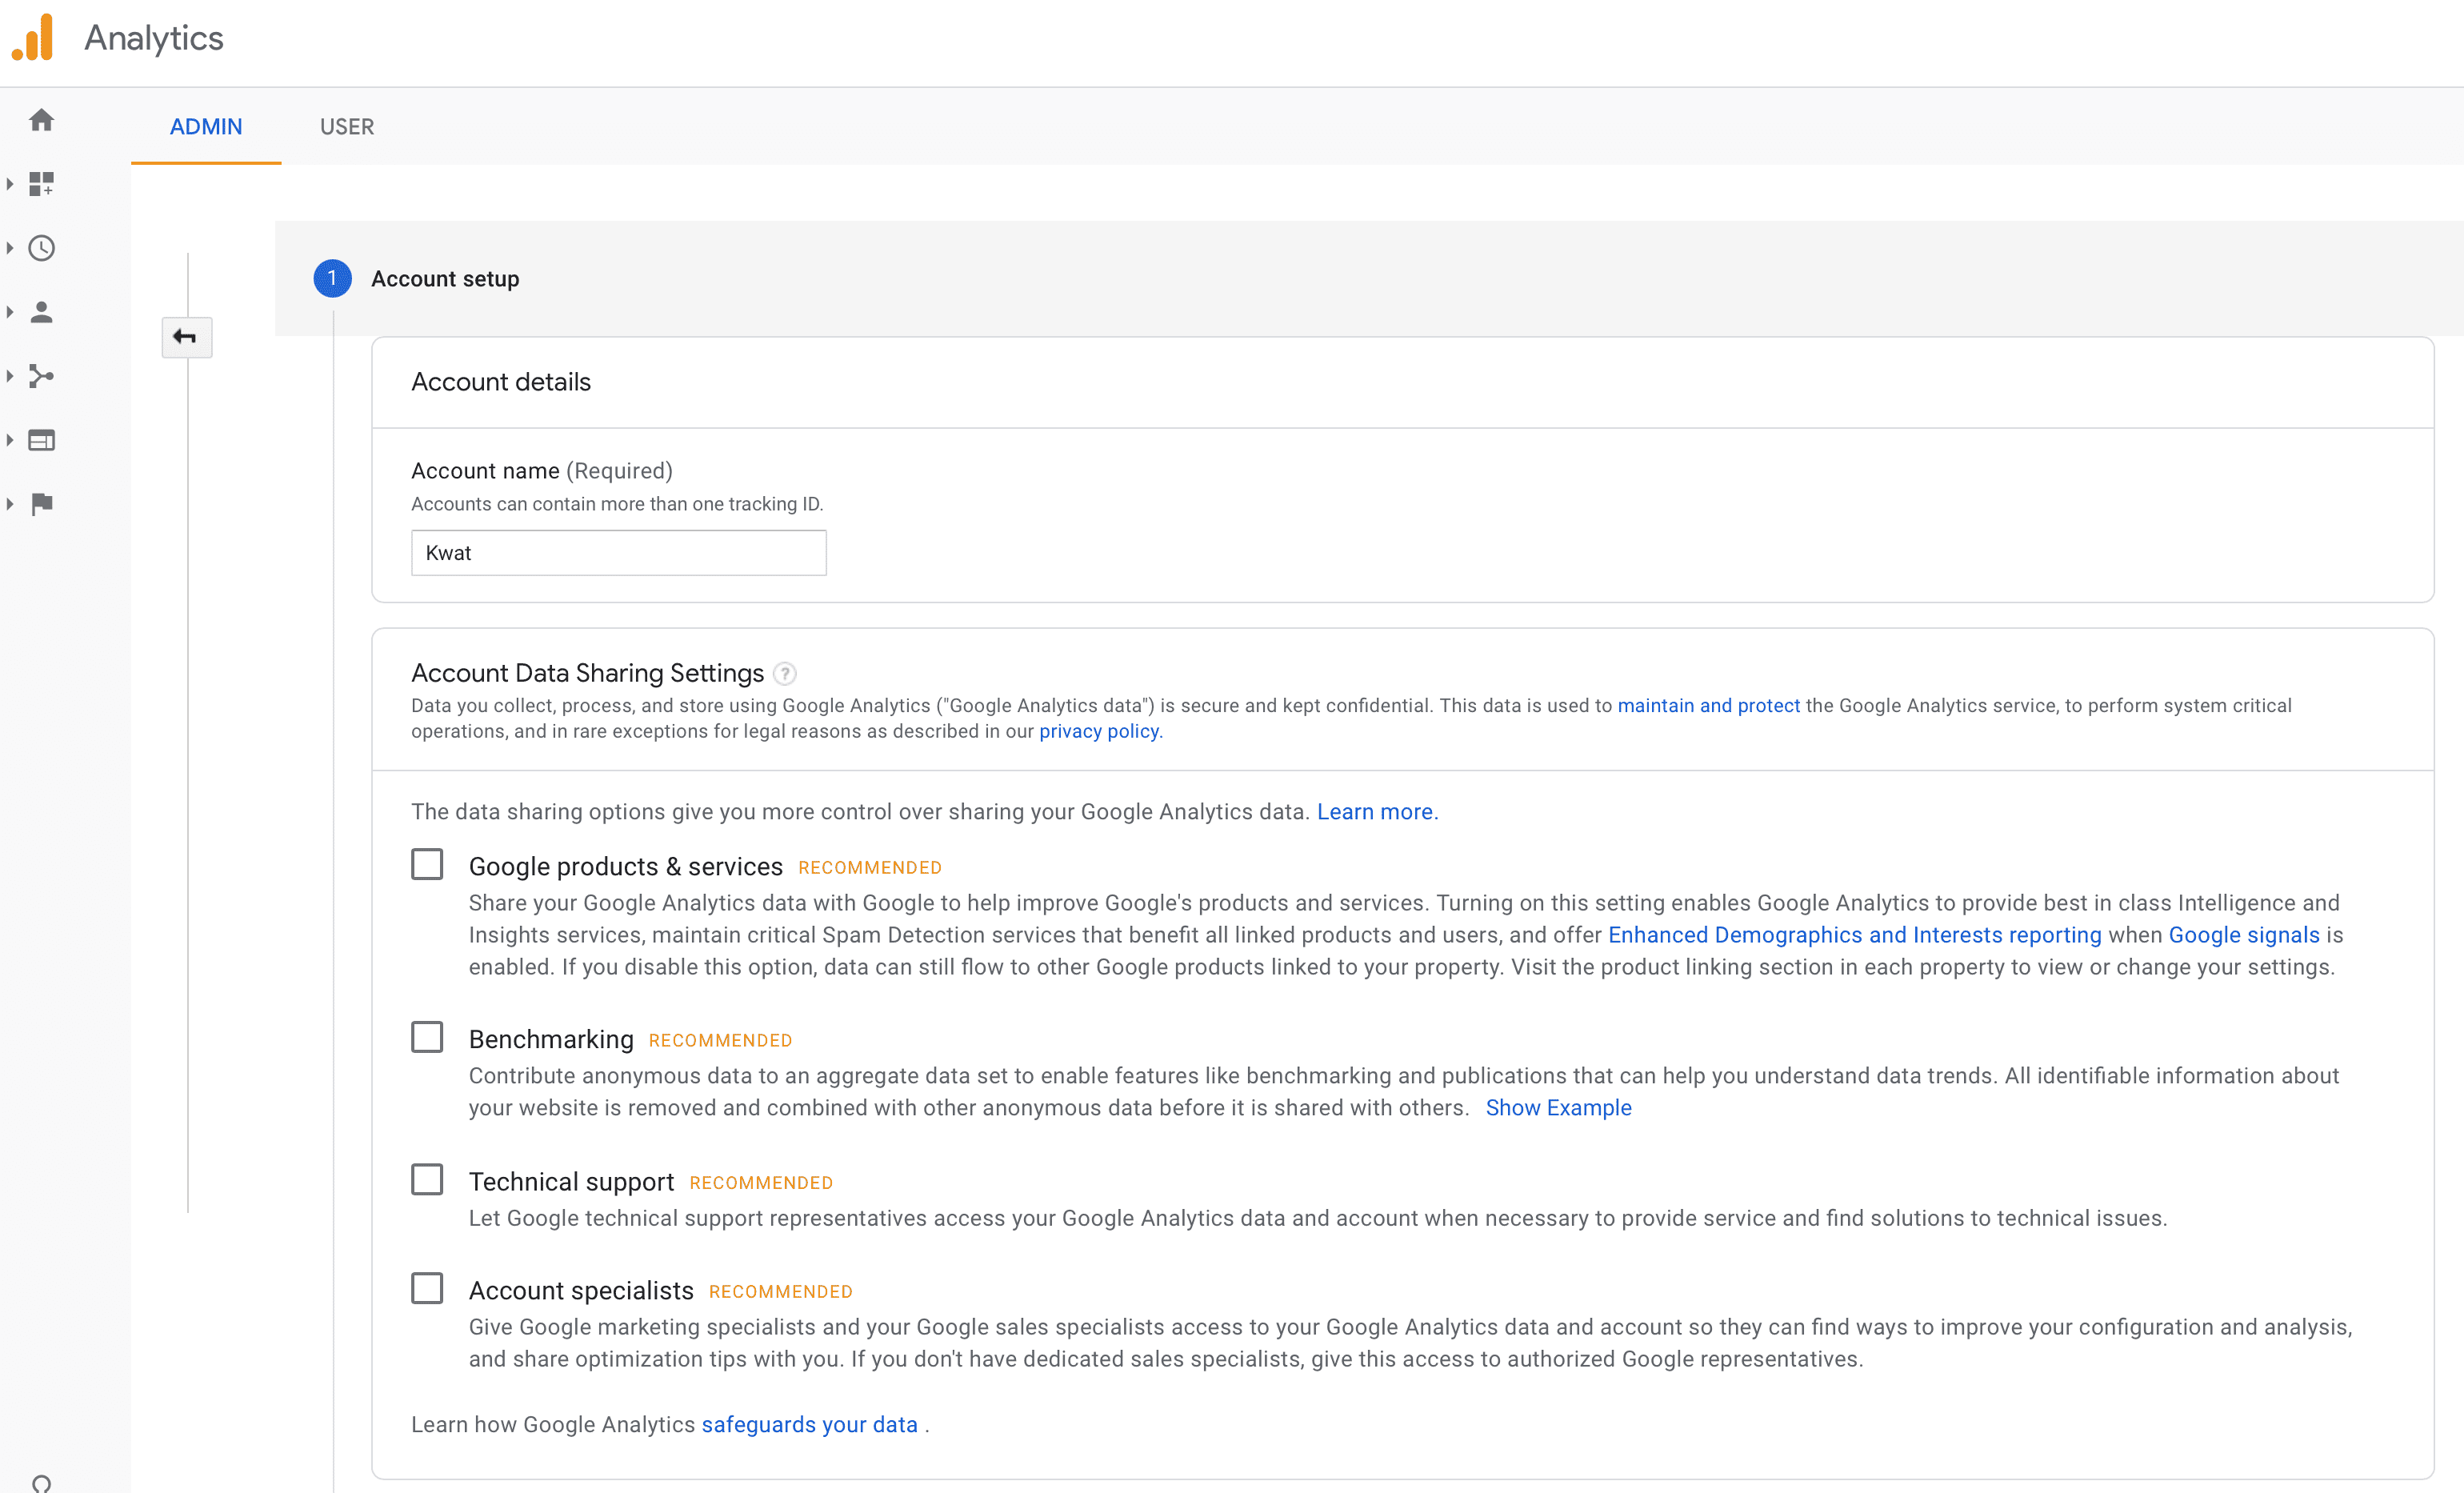 Analytics
ADMIN
USER
1
Account setup
Account details
Account name (Required)
Accounts can contain more than one tracking ID.
Kwat
Account Data Sharing Settings ?
Data you collect, process, and store using Google Analytics ("Google Analytics data") is secure and kept confidential. This data is used to maintain and protect the Google Analytics service, to perform system critical
operations, and in rare exceptions for legal reasons as described in our privacy policy.
The data sharing options give you more control over sharing your Google Analytics data. Learn more.
Google products & services RECOMMENDED
Share your Google Analytics data with Google to help improve Google's products and services. Turning on this setting enables Google Analytics to provide best in class Intelligence and
Insights services, maintain critical Spam Detection services that benefit all linked products and users, and offer Enhanced Demographics and Interests reporting when Google signals is
enabled. If you disable this option, data can still flow to other Google products linked to your property. Visit the product linking section in each property to view or change your settings.
Benchmarking RECOMMENDED
Contribute anonymous data to an aggregate data set to enable features like benchmarking and publications that can help you understand data trends. All identifiable information about
your website is removed and combined with other anonymous data before it is shared with others. Show Example
Technical support RECOMMENDED
Let Google technical support representatives access your Google Analytics data and account when necessary to provide service and find solutions to technical issues.
Account specialists RECOMMENDED
Give Google marketing specialists and your Google sales specialists access to your Google Analytics data and account so they can find ways to improve your configuration and analysis,
and share optimization tips with you. If you don't have dedicated sales specialists, give this access to authorized Google representatives.
Learn how Google Analytics safeguards your data .